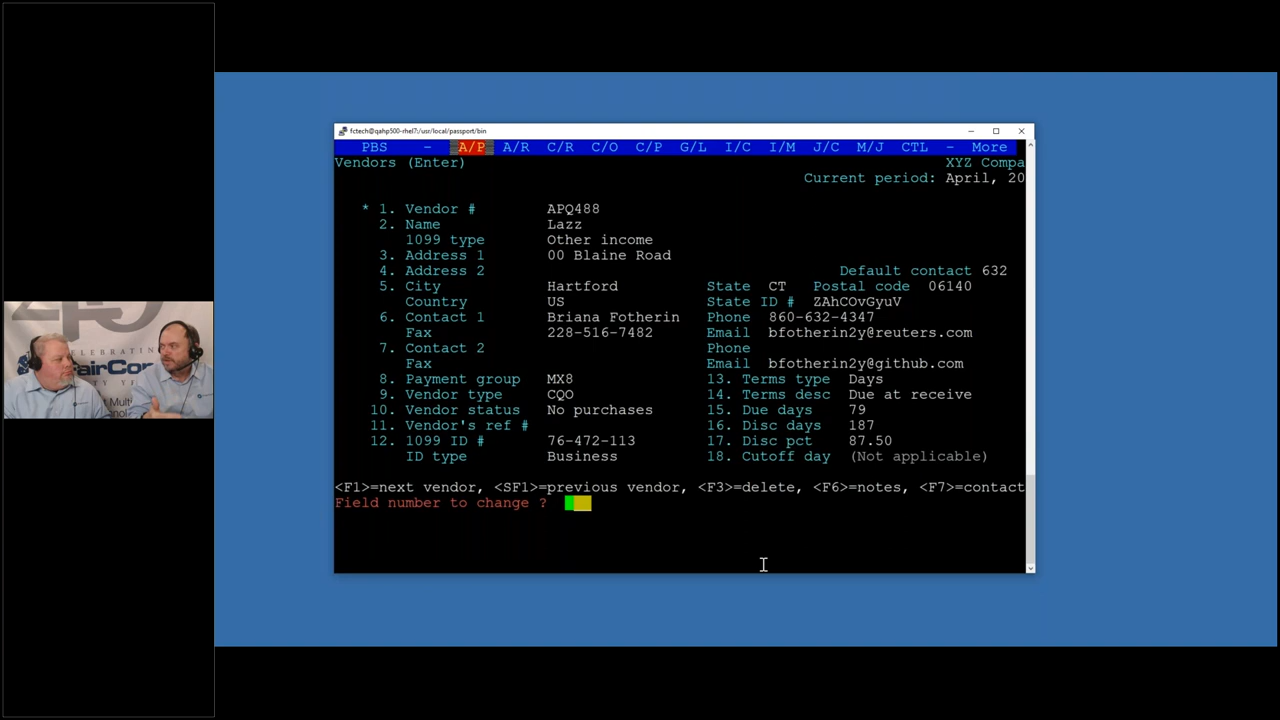 fctech@qahp500-rhel7:/usr/local/passport/bin
PBS - A/P A/R C/R C/O C/P G/L I/C I/M J/C M/J CTL - More
Vendors (Enter) XYZ Compa
Current period: April, 20
* 1. Vendor # APQ488
2. Name Lazz
1099 type Other income
3. Address 1 00 Blaine Road
4. Address 2 Default contact 632
5. City Hartford State CT Postal code 06140
Country US State ID # ZAhCOvGyuV
6. Contact 1 Briana Fotherin Phone 860-632-4347
Fax 228-516-7482 Email bfotherin2y@reuters.com
7. Contact 2 Phone
Fax Email bfotherin2y@github.com
8. Payment group MX8 13. Terms type Days
9. Vendor type CQO 14. Terms desc Due at receive
10. Vendor status No purchases 15. Due days 79
11. Vendor's ref # 16. Disc days 187
12. 1099 ID # 76-472-113 17. Disc pct 87.50
ID type Business 18. Cutoff day (Not applicable)
<F1>=next vendor, <SF1>=previous vendor, <F3>=delete, <F6>=notes, <F7>=contact
Field number to change ?